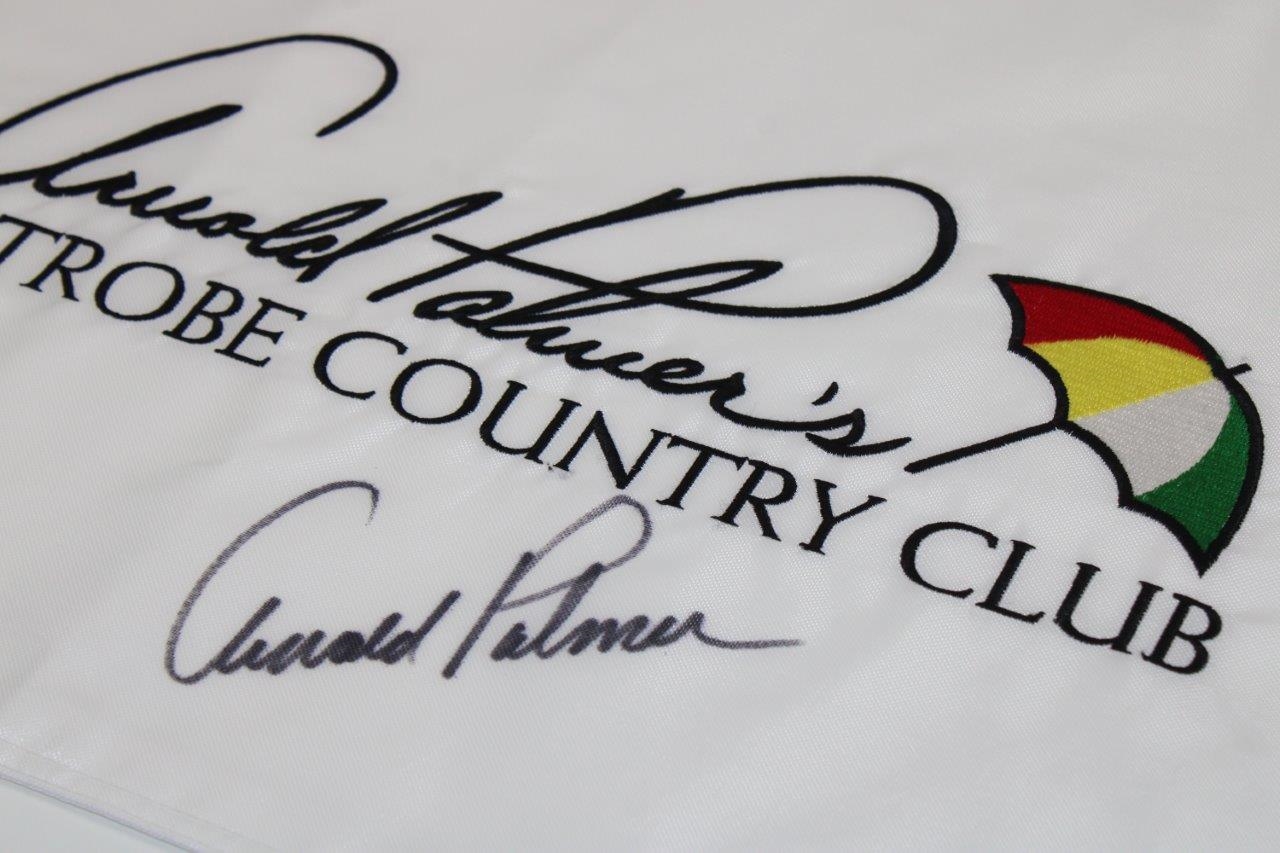 Arnold Palmer's
TROBE COUNTRY CLUB
Arnold Palmer